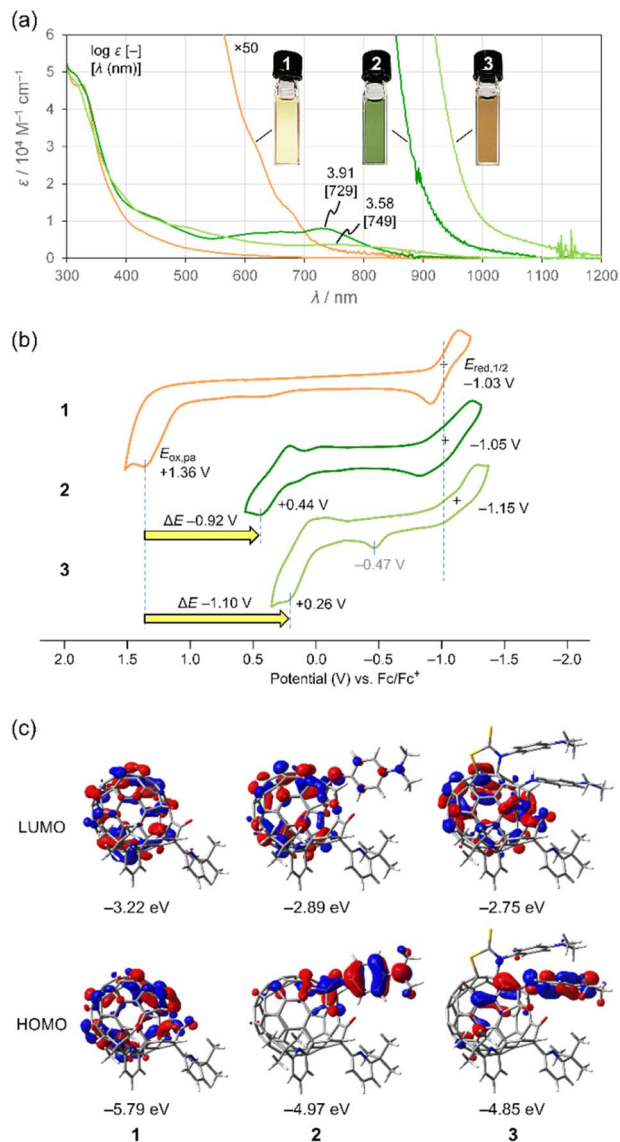 (a)
6
5
4
3
2
1
0
ε / 10⁴ M⁻¹ cm⁻¹
log ε [–]
[λ (nm)]
×50
1
2
3
3.91
[729]
3.58
[749]
300 400 500 600 700 800 900 1000 1100 1200
λ / nm
(b)
1
E_red,1/2
−1.03 V
E_ox,pa
+1.36 V
2
−1.05 V
+0.44 V
ΔE −0.92 V
3
−1.15 V
−0.47 V
ΔE −1.10 V
+0.26 V
2.0 1.5 1.0 0.5 0.0 −0.5 −1.0 −1.5 −2.0
Potential (V) vs. Fc/Fc⁺
(c)
LUMO
−3.22 eV −2.89 eV −2.75 eV
HOMO
−5.79 eV −4.97 eV −4.85 eV
1 2 3